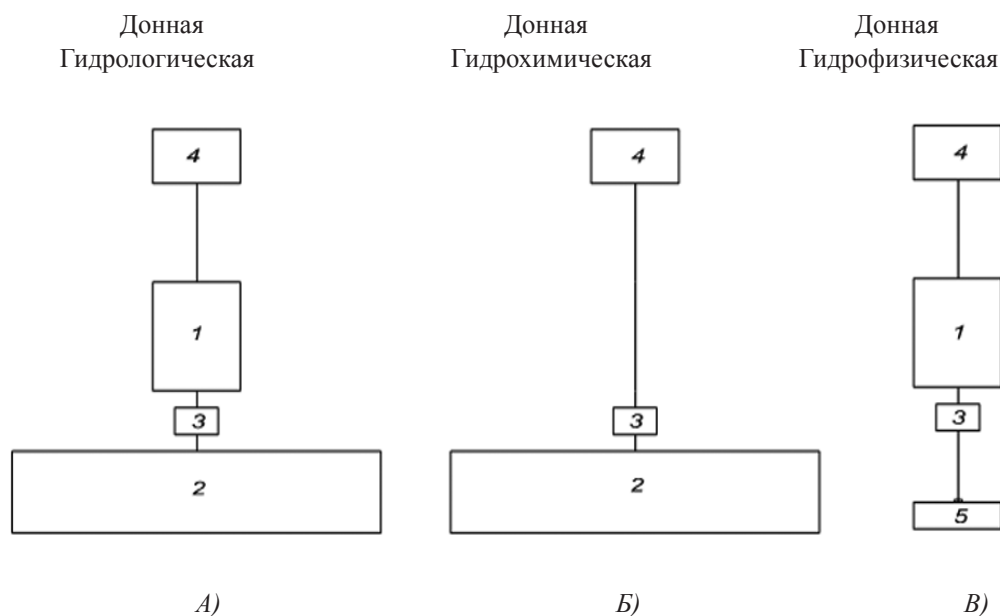 Донная
Гидрологическая
Донная
Гидрохимическая
Донная
Гидрофизическая
4
1
3
2
А)
4
3
2
Б)
4
1
3
5
В)